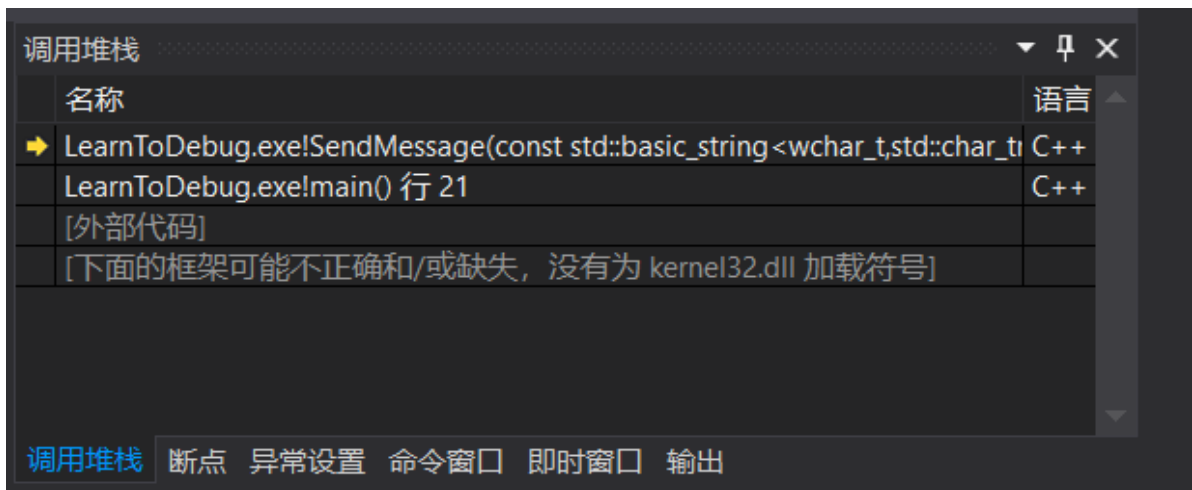 调用堆栈
名称 语言
LearnToDebug.exe!SendMessage(const std::basic_string<wchar_t,std::char_tr C++
LearnToDebug.exe!main() 行 21 C++
[外部代码]
[下面的框架可能不正确和/或缺失，没有为 kernel32.dll 加载符号]
调用堆栈 断点 异常设置 命令窗口 即时窗口 输出